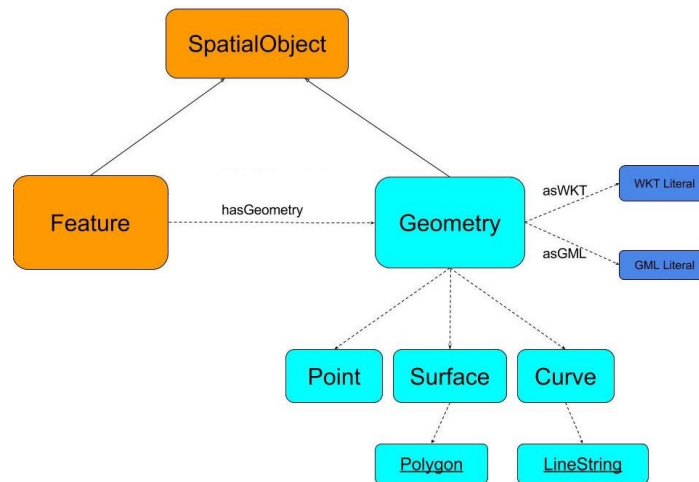 SpatialObject
Feature
hasGeometry
Geometry
asWKT
WKT Literal
asGML
GML Literal
Point
Surface
Curve
Polygon
LineString